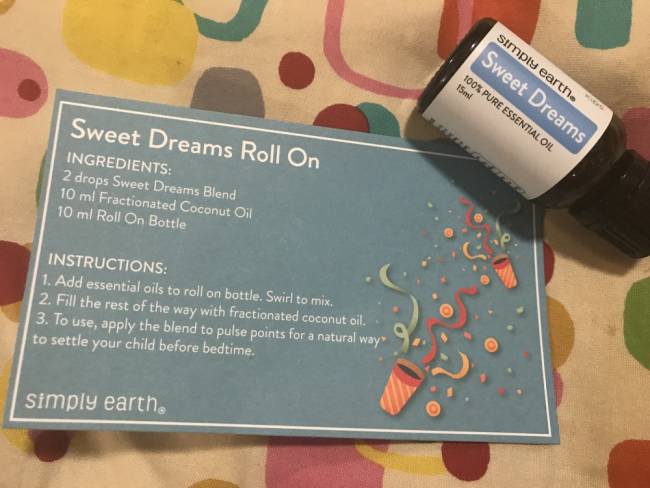 simply earth®
Sweet Dreams
100% PURE ESSENTIAL OIL
15ml
Sweet Dreams Roll On
INGREDIENTS:
2 drops Sweet Dreams Blend
10 ml Fractionated Coconut Oil
10 ml Roll On Bottle
INSTRUCTIONS:
1. Add essential oils to roll on bottle. Swirl to mix.
2. Fill the rest of the way with fractionated coconut oil.
3. To use, apply the blend to pulse points for a natural way
to settle your child before bedtime.
simply earth®